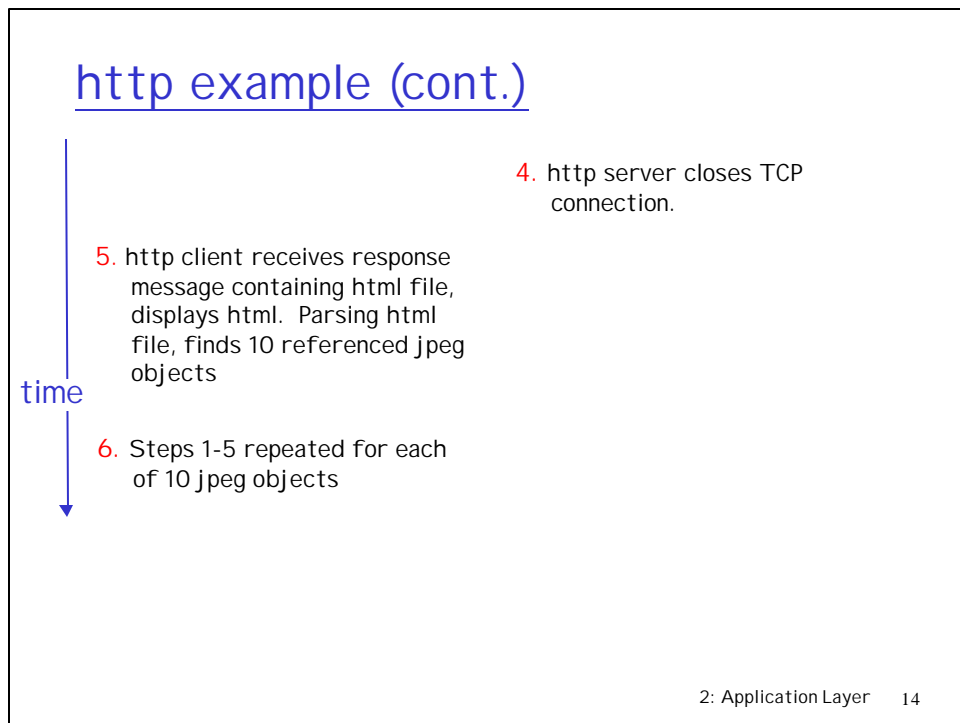 http example (cont.)
4. http server closes TCP
connection.
5. http client receives response
message containing html file,
displays html. Parsing html
file, finds 10 referenced jpeg
objects
time
6. Steps 1-5 repeated for each
of 10 jpeg objects
2: Application Layer 14